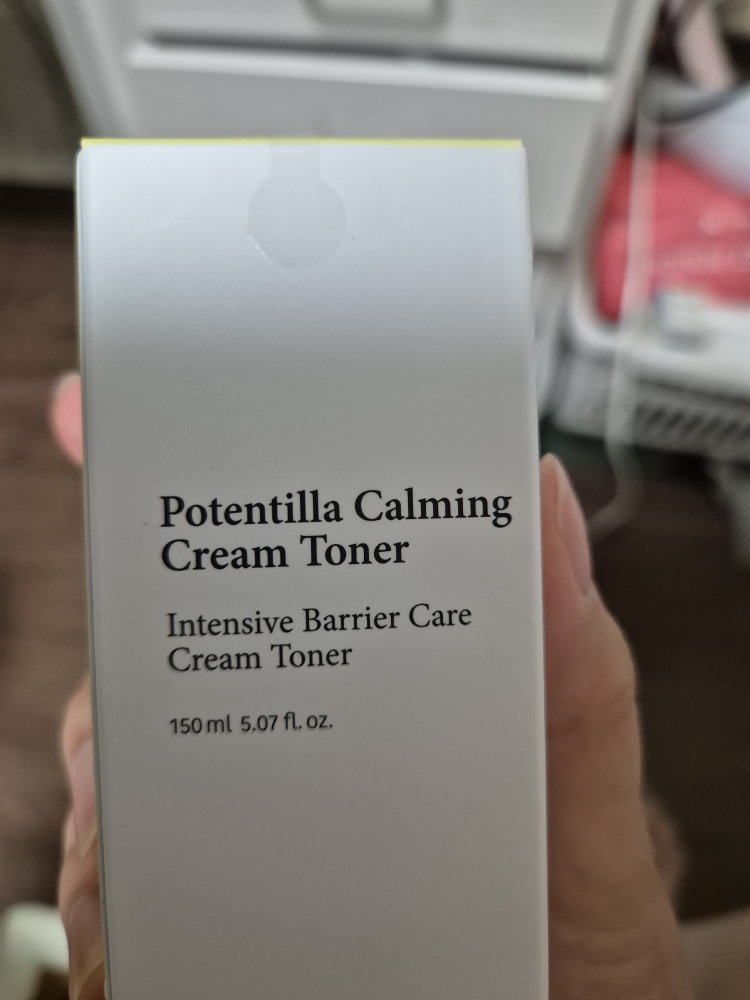 Potentilla Calming
Cream Toner
Intensive Barrier Care
Cream Toner
150 ml 5.07 fl. oz.